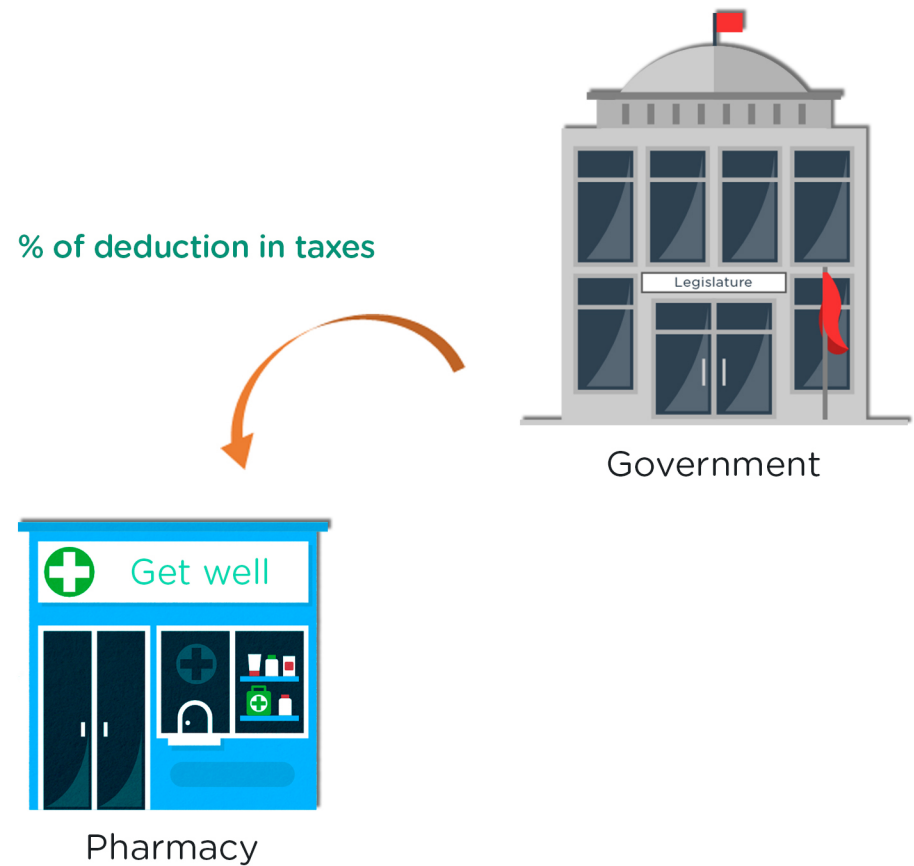 % of deduction in taxes
Legislature
Government
Get well
Pharmacy